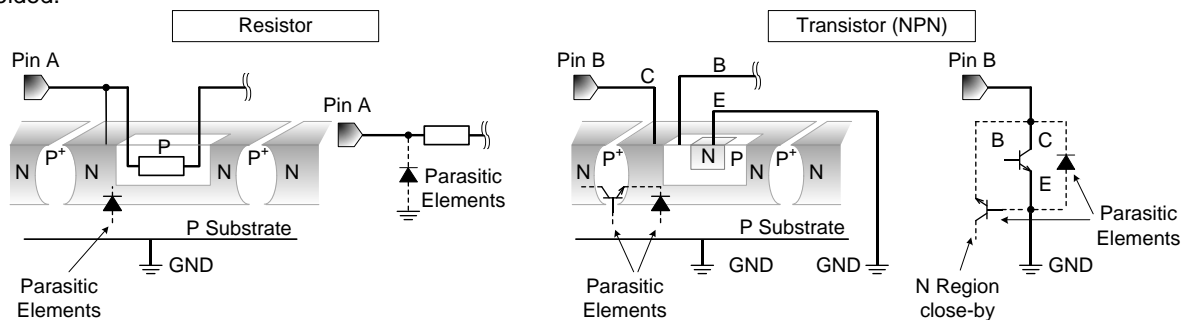 Resistor
Transistor (NPN)
Pin A
Pin A
N P+ N P N P+ N
Parasitic
Elements
P Substrate
GND
Parasitic
Elements
Pin B
C
B
E
N P+ N N P P+ N
P Substrate
GND
GND
Parasitic
Elements
Pin B
B
C
E
Parasitic
Elements
GND
N Region
close-by